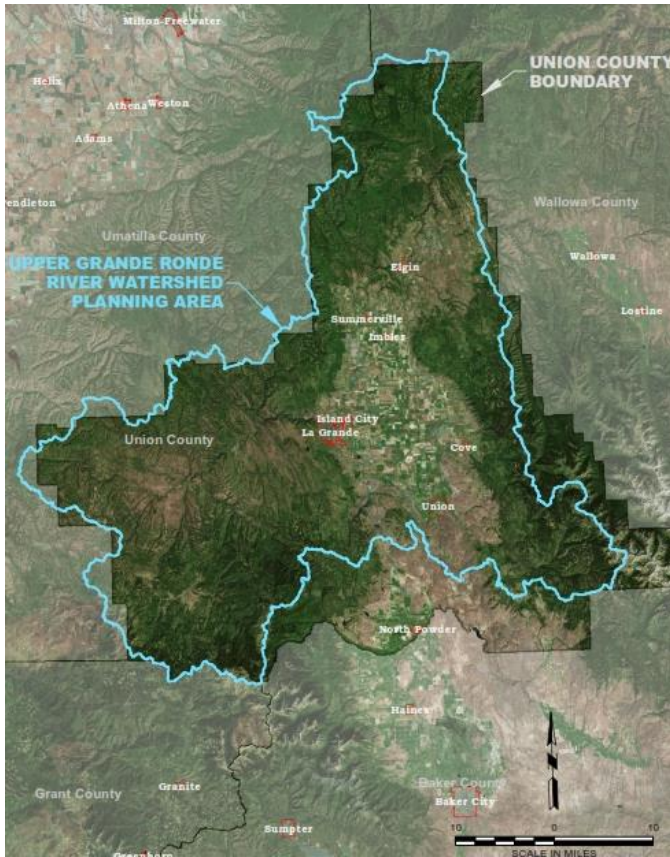 Milton-Freewater
UNION COUNTY
BOUNDARY
Helix
Athena
Weston
Adams
Pendleton
Wallowa County
Umatilla County
Wallowa
UPPER GRANDE RONDE
RIVER WATERSHED
PLANNING AREA
Elgin
Lostine
Summerville
Imbler
Island City
La Grande
Union County
Cove
Union
North Powder
Haines
Baker County
Grant County
Granite
Baker City
Sumpter
Greenhorn
10
0
10
SCALE IN MILES